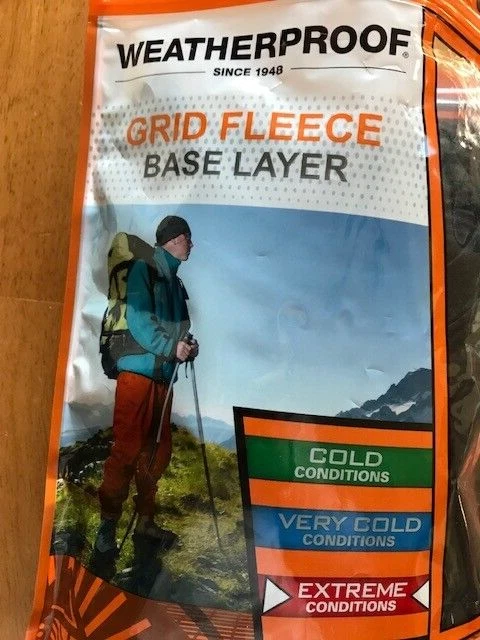 WEATHERPROOF®
SINCE 1948
GRID FLEECE
BASE LAYER
COLD
CONDITIONS
VERY COLD
CONDITIONS
EXTREME
CONDITIONS